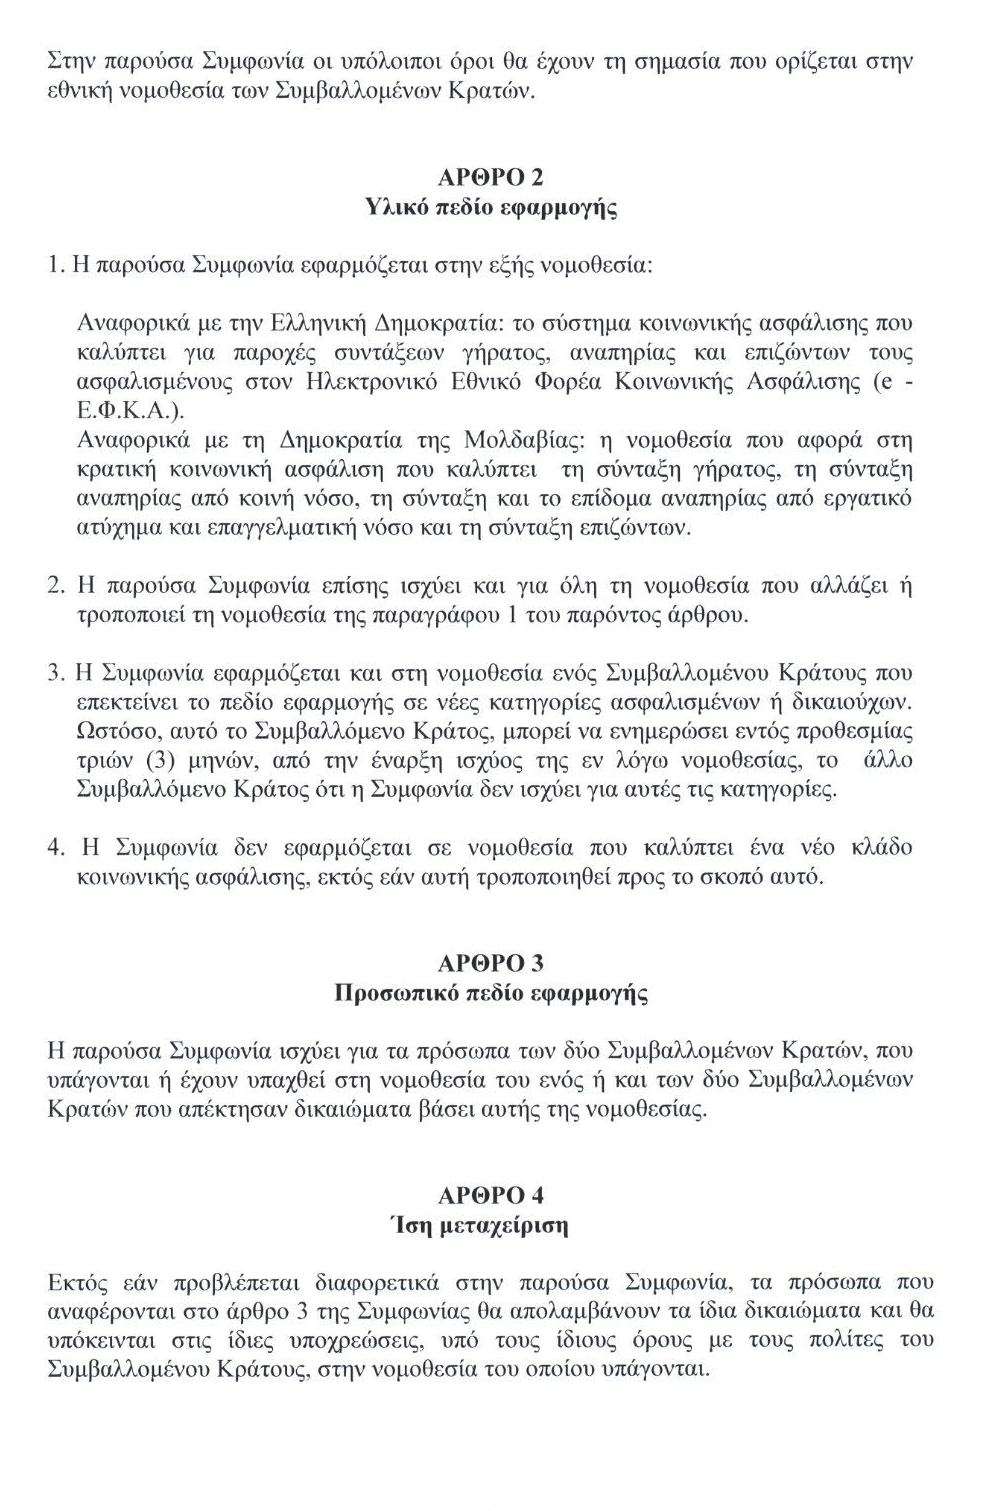 Στην παρούσα Συμφωνία οι υπόλοιποι όροι θα έχουν τη σημασία που ορίζεται στην
εθνική νομοθεσία των Συμβαλλομένων Κρατών.
ΑΡΘΡΟ 2
Υλικό πεδίο εφαρμογής
1. Η παρούσα Συμφωνία εφαρμόζεται στην εξής νομοθεσία:
Αναφορικά με την Ελληνική Δημοκρατία: το σύστημα κοινωνικής ασφάλισης που
καλύπτει για παροχές συντάξεων γήρατος, αναπηρίας και επιζώντων τους
ασφαλισμένους στον Ηλεκτρονικό Εθνικό Φορέα Κοινωνικής Ασφάλισης (e -
Ε.Φ.Κ.Α.).
Αναφορικά με τη Δημοκρατία της Μολδαβίας: η νομοθεσία που αφορά στη
κρατική κοινωνική ασφάλιση που καλύπτει τη σύνταξη γήρατος, τη σύνταξη
αναπηρίας από κοινή νόσο, τη σύνταξη και το επίδομα αναπηρίας από εργατικό
ατύχημα και επαγγελματική νόσο και τη σύνταξη επιζώντων.
2. Η παρούσα Συμφωνία επίσης ισχύει και για όλη τη νομοθεσία που αλλάζει ή
τροποποιεί τη νομοθεσία της παραγράφου 1 του παρόντος άρθρου.
3. Η Συμφωνία εφαρμόζεται και στη νομοθεσία ενός Συμβαλλομένου Κράτους που
επεκτείνει το πεδίο εφαρμογής σε νέες κατηγορίες ασφαλισμένων ή δικαιούχων.
Ωστόσο, αυτό το Συμβαλλόμενο Κράτος, μπορεί να ενημερώσει εντός προθεσμίας
τριών (3) μηνών, από την έναρξη ισχύος της εν λόγω νομοθεσίας, το άλλο
Συμβαλλόμενο Κράτος ότι η Συμφωνία δεν ισχύει για αυτές τις κατηγορίες.
4. Η Συμφωνία δεν εφαρμόζεται σε νομοθεσία που καλύπτει ένα νέο κλάδο
κοινωνικής ασφάλισης, εκτός εάν αυτή τροποποιηθεί προς το σκοπό αυτό.
ΑΡΘΡΟ 3
Προσωπικό πεδίο εφαρμογής
Η παρούσα Συμφωνία ισχύει για τα πρόσωπα των δύο Συμβαλλομένων Κρατών, που
υπάγονται ή έχουν υπαχθεί στη νομοθεσία του ενός ή και των δύο Συμβαλλομένων
Κρατών που απέκτησαν δικαιώματα βάσει αυτής της νομοθεσίας.
ΑΡΘΡΟ 4
Ίση μεταχείριση
Εκτός εάν προβλέπεται διαφορετικά στην παρούσα Συμφωνία, τα πρόσωπα που
αναφέρονται στο άρθρο 3 της Συμφωνίας θα απολαμβάνουν τα ίδια δικαιώματα και θα
υπόκεινται στις ίδιες υποχρεώσεις, υπό τους ίδιους όρους με τους πολίτες του
Συμβαλλομένου Κράτους, στην νομοθεσία του οποίου υπάγονται.